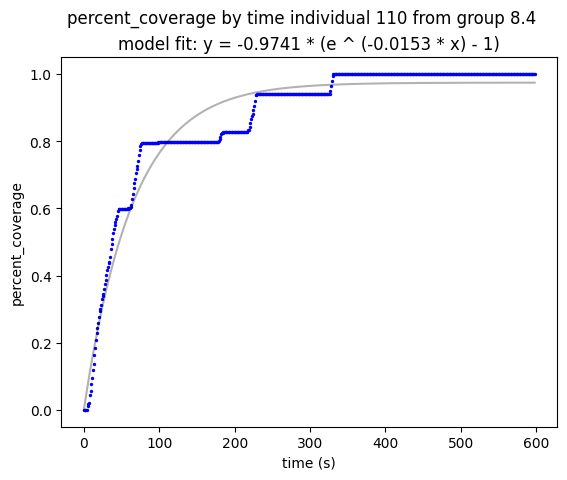 percent_coverage by time individual 110 from group 8.4
model fit: y = -0.9741 * (e ^ (-0.0153 * x) - 1)
1.0
0.8
0.6
0.4
0.2
0.0
percent_coverage
0 100 200 300 400 500 600
time (s)